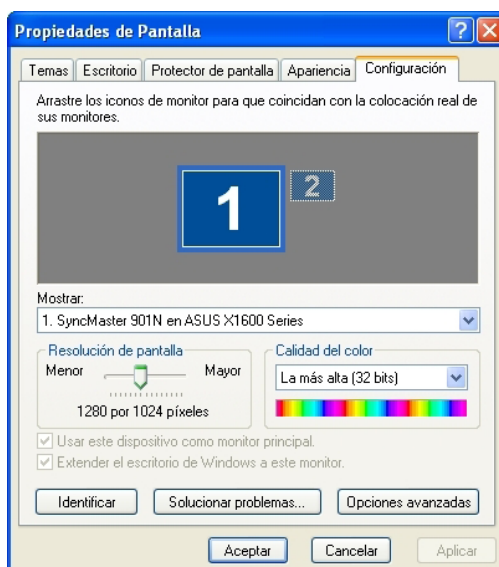 Propiedades de Pantalla
Temas Escritorio Protector de pantalla Apariencia Configuración
Arrastre los iconos de monitor para que coincidan con la colocación real de
sus monitores.
1 2
Mostrar:
1. SyncMaster 901N en ASUS X1600 Series
Resolución de pantalla
Menor Mayor
1280 por 1024 píxeles
Calidad del color
La más alta (32 bits)
Usar este dispositivo como monitor principal.
Extender el escritorio de Windows a este monitor.
Identificar Solucionar problemas... Opciones avanzadas
Aceptar Cancelar Aplicar